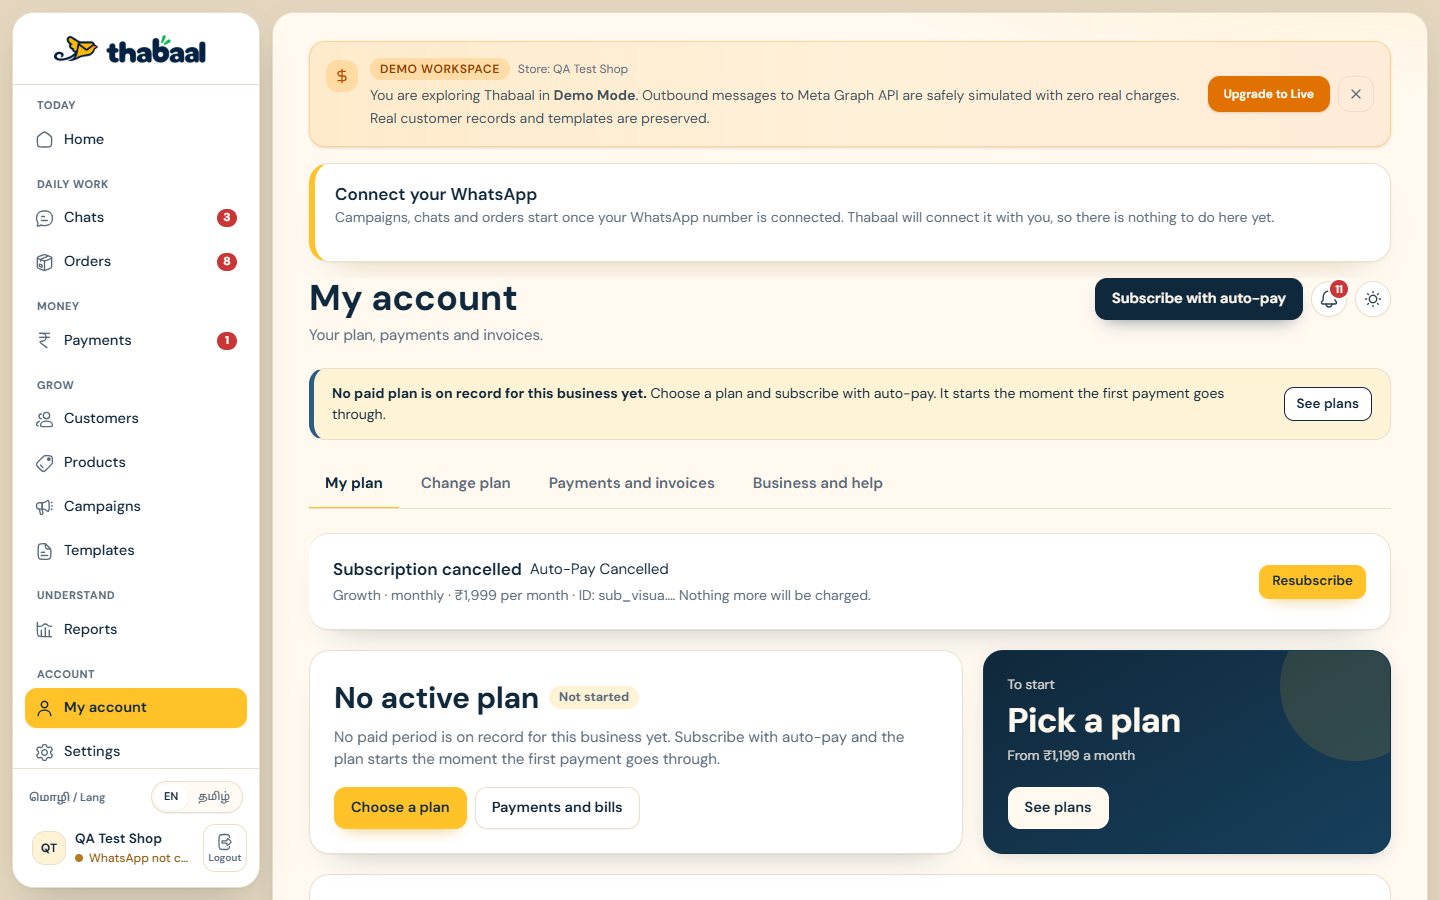 thabaal
TODAY
Home
DAILY WORK
Chats 3
Orders 8
MONEY
Payments 1
GROW
Customers
Products
Campaigns
Templates
UNDERSTAND
Reports
ACCOUNT
My account
Settings
மொழி / Lang EN தமிழ்
QT QA Test Shop
WhatsApp not c...
Logout
$ DEMO WORKSPACE Store: QA Test Shop
You are exploring Thabaal in Demo Mode. Outbound messages to Meta Graph API are safely simulated with zero real charges.
Real customer records and templates are preserved.
Upgrade to Live
Connect your WhatsApp
Campaigns, chats and orders start once your WhatsApp number is connected. Thabaal will connect it with you, so there is nothing to do here yet.
My account
Your plan, payments and invoices.
Subscribe with auto-pay
11
No paid plan is on record for this business yet. Choose a plan and subscribe with auto-pay. It starts the moment the first payment goes
through.
See plans
My plan Change plan Payments and invoices Business and help
Subscription cancelled Auto-Pay Cancelled
Growth · monthly · ₹1,999 per month · ID: sub_visua.... Nothing more will be charged.
Resubscribe
No active plan Not started
No paid period is on record for this business yet. Subscribe with auto-pay and the
plan starts the moment the first payment goes through.
Choose a plan Payments and bills
To start
Pick a plan
From ₹1,199 a month
See plans